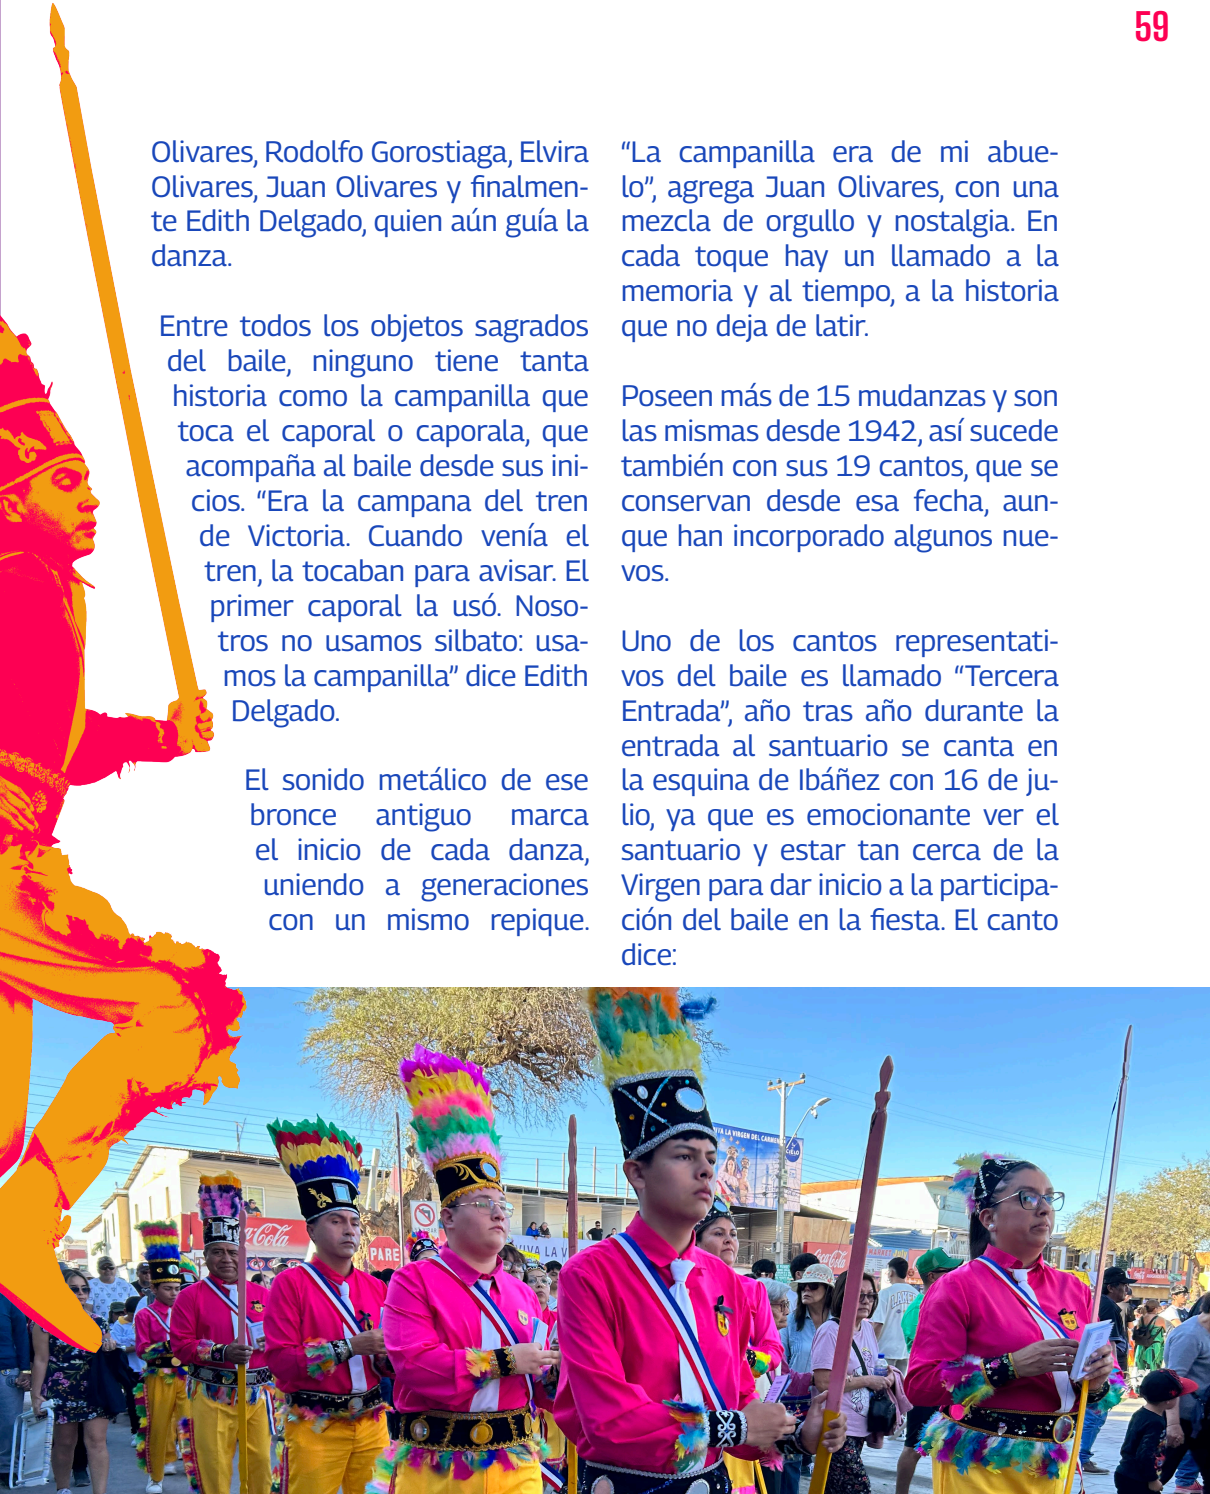 59
Olivares, Rodolfo Gorostiaga, Elvira
Olivares, Juan Olivares y finalmen-
te Edith Delgado, quien aún guía la
danza.
Entre todos los objetos sagrados
del baile, ninguno tiene tanta
historia como la campanilla que
toca el caporal o caporala, que
acompaña al baile desde sus ini-
cios. “Era la campana del tren
de Victoria. Cuando venía el
tren, la tocaban para avisar. El
primer caporal la usó. Noso-
tros no usamos silbato: usa-
mos la campanilla” dice Edith
Delgado.
El sonido metálico de ese
bronce antiguo marca
el inicio de cada danza,
uniendo a generaciones
con un mismo repique.
“La campanilla era de mi abue-
lo”, agrega Juan Olivares, con una
mezcla de orgullo y nostalgia. En
cada toque hay un llamado a la
memoria y al tiempo, a la historia
que no deja de latir.
Poseen más de 15 mudanzas y son
las mismas desde 1942, así sucede
también con sus 19 cantos, que se
conservan desde esa fecha, aun-
que han incorporado algunos nue-
vos.
Uno de los cantos representati-
vos del baile es llamado “Tercera
Entrada”, año tras año durante la
entrada al santuario se canta en
la esquina de Ibáñez con 16 de ju-
lio, ya que es emocionante ver el
santuario y estar tan cerca de la
Virgen para dar inicio a la participa-
ción del baile en la fiesta. El canto
dice:
VIVA LA VIRGEN DEL CARMEN
Coca-Cola
PARE
VIVA LA V
Coca-Cola